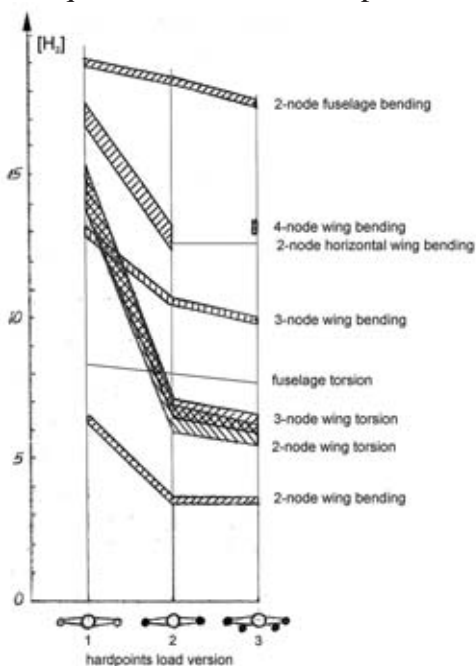 [Hz]
2-node fuselage bending
15
4-node wing bending
2-node horizontal wing bending
10
3-node wing bending
fuselage torsion
3-node wing torsion
2-node wing torsion
5
2-node wing bending
0
1 2 3
hardpoints load version